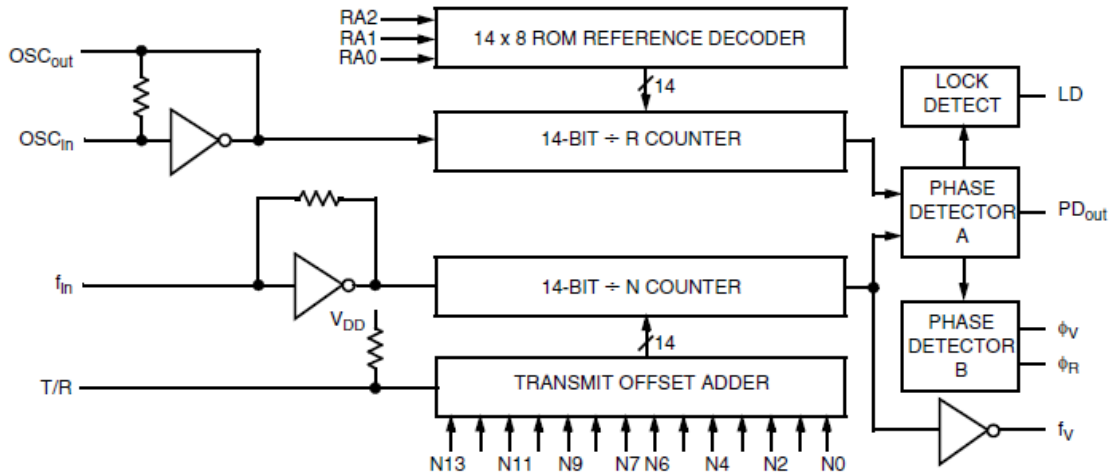 RA2
RA1
RA0
14 x 8 ROM REFERENCE DECODER
OSCout
14
LOCK
DETECT
LD
OSCin
14-BIT ÷ R COUNTER
PHASE
DETECTOR
A
PDout
fin
14-BIT ÷ N COUNTER
VDD
14
PHASE
DETECTOR
B
ϕV
ϕR
T/R
TRANSMIT OFFSET ADDER
fV
N13 N11 N9 N7 N6 N4 N2 N0